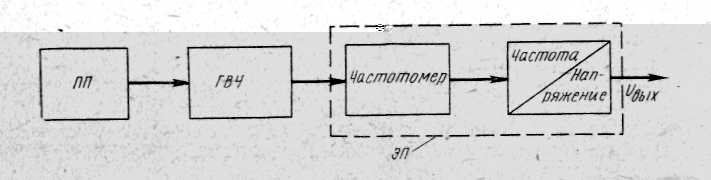 ПП
ГВЧ
Частотомер
Частота
Нап-
ряжение
Uвых
ЭП